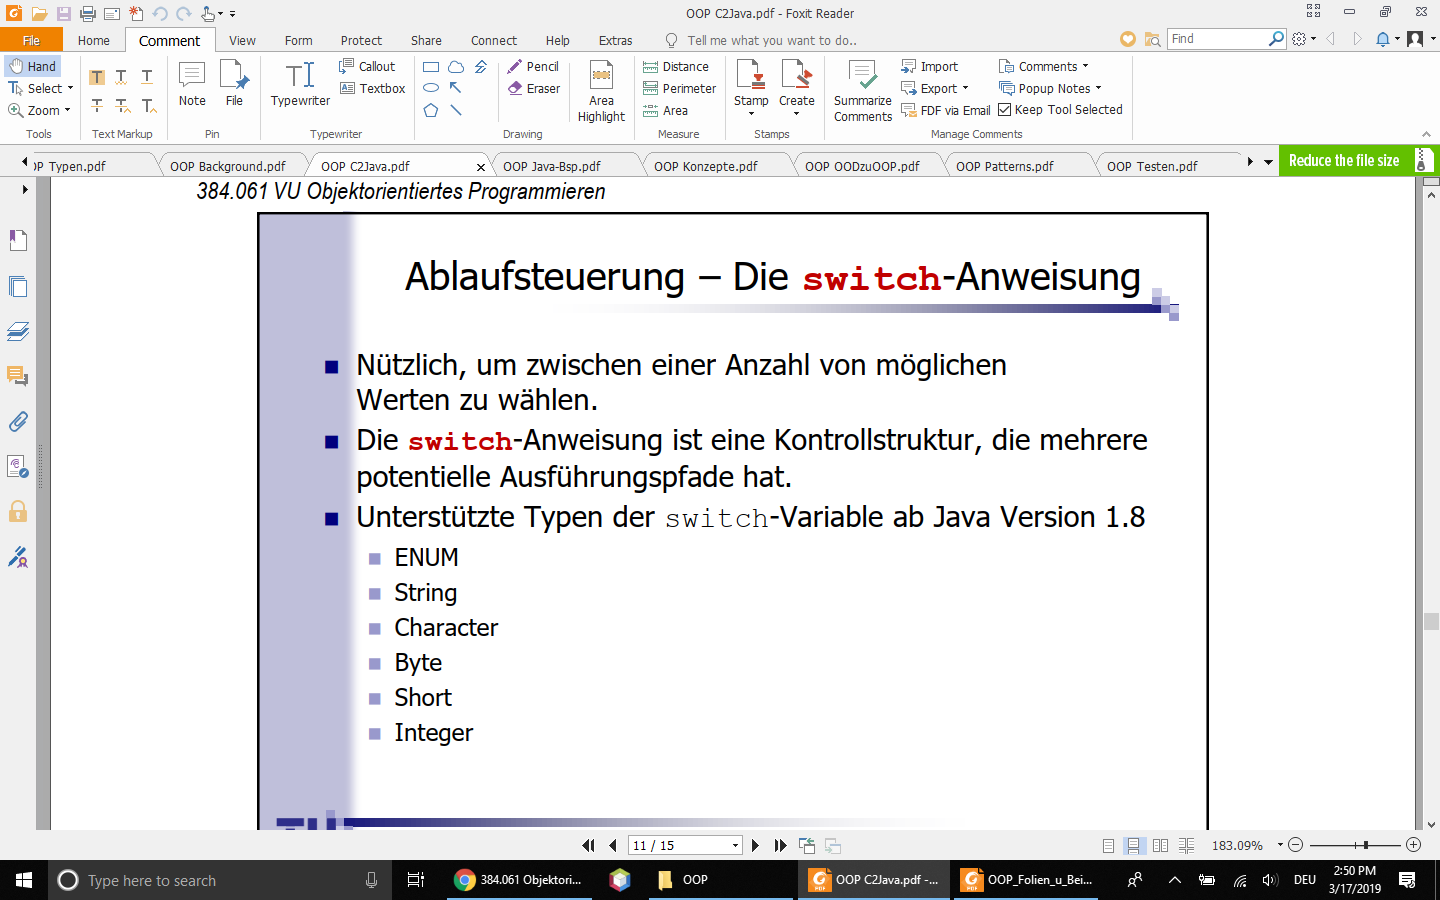 OOP C2Java.pdf - Foxit Reader
File Home Comment View Form Protect Share Connect Help Extras Tell me what you want to do.. Find
Hand
Select
Zoom
Tools
Text Markup
Note
File
Pin
Typewriter
Callout
Textbox
Typewriter
Pencil
Eraser
Area
Highlight
Drawing
Distance
Perimeter
Area
Measure
Stamp
Create
Stamps
Summarize
Comments
Import
Export
FDF via Email
Comments
Popup Notes
Keep Tool Selected
Manage Comments
OP Typen.pdf OOP Background.pdf OOP C2Java.pdf OOP Java-Bsp.pdf OOP Konzepte.pdf OOP OODzuOOP.pdf OOP Patterns.pdf OOP Testen.pdf Reduce the file size
384.061 VU Objektorientiertes Programmieren
Ablaufsteuerung – Die switch-Anweisung
Nützlich, um zwischen einer Anzahl von möglichen
Werten zu wählen.
Die switch-Anweisung ist eine Kontrollstruktur, die mehrere
potentielle Ausführungspfade hat.
Unterstützte Typen der switch-Variable ab Java Version 1.8
ENUM
String
Character
Byte
Short
Integer
11 / 15 183.09%
Type here to search 384.061 Objektori... OOP OOP C2Java.pdf -... OOP_Folien_u_Bei... DEU 2:50 PM
3/17/2019